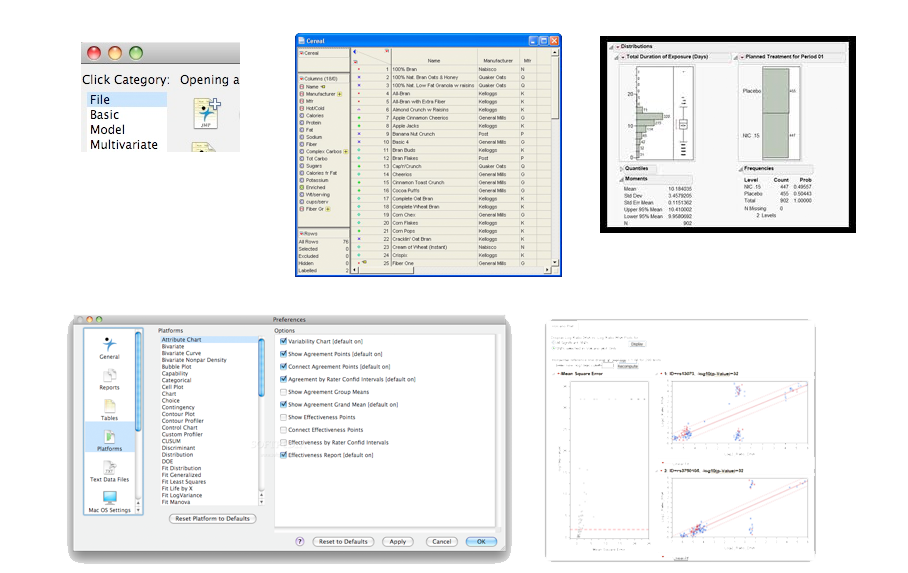 Click Category: Opening a
File
Basic
Model
Multivariate
JMP
Cereal
Cereal
Columns (16/0)
Name
Manufacturer
Mfr
Hot/Cold
Calories
Protein
Fat
Sodium
Fiber
Complex Carbos
Tot Carbo
Sugars
Calories fr Fat
Potassium
Enriched
Wt/serving
cups/serv
Fiber Gr
Rows
All Rows 76
Selected 0
Excluded 0
Hidden 0
Labelled 2
Name Manufacturer Mfr
1 100% Bran Nabisco N
2 100% Nat. Bran Oats & Honey Quaker Oats Q
3 100% Nat. Low Fat Granola w raisins Quaker Oats Q
4 All-Bran Kelloggs K
5 All-Bran with Extra Fiber Kelloggs K
6 Almond Crunch w Raisins Kelloggs K
7 Apple Cinnamon Cheerios General Mills G
8 Apple Jacks Kelloggs K
9 Banana Nut Crunch Post P
10 Basic 4 General Mills G
11 Bran Buds Kelloggs K
12 Bran Flakes Post P
13 Cap'n'Crunch Quaker Oats Q
14 Cheerios General Mills G
15 Cinnamon Toast Crunch General Mills G
16 Cocoa Puffs General Mills G
17 Complete Oat Bran Kelloggs K
18 Complete Wheat Bran Kelloggs K
19 Corn Chex General Mills G
20 Corn Flakes Kelloggs K
21 Corn Pops Kelloggs K
22 Cracklin' Oat Bran Kelloggs K
23 Cream of Wheat (Instant) Nabisco N
24 Crispix Kelloggs K
25 Fiber One General Mills G
Distributions
Total Duration of Exposure (Days)
30
20
10
0
Quantiles
Moments
Mean 10.184035
Std Dev 3.4579205
Std Err Mean 0.1151362
Upper 95% Mean 10.410002
Lower 95% Mean 9.9580692
N 902
Planned Treatment for Period 01
Placebo 455
NIC .15 447
Frequencies
Level Count Prob
NIC .15 447 0.49557
Placebo 455 0.50443
Total 902 1.00000
N Missing 0
2 Levels
Preferences
General
Reports
Tables
Platforms
Text Data Files
Mac OS Settings
Platforms
Attribute Chart
Bivariate
Bivariate Curve
Bivariate Nonpar Density
Bubble Plot
Capability
Categorical
Cell Plot
Chart
Choice
Contingency
Contour Plot
Contour Profiler
Control Chart
Custom Profiler
CUSUM
Discriminant
Distribution
DOE
Fit Distribution
Fit Generalized
Fit Least Squares
Fit Life by X
Fit LogVariance
Fit Manova
Reset Platform to Defaults
Options
Variability Chart [default on]
Show Agreement Points [default on]
Connect Agreement Points [default on]
Agreement by Rater Confid Intervals [default on]
Show Agreement Group Means
Show Agreement Grand Mean [default on]
Show Effectiveness Points
Connect Effectiveness Points
Effectiveness by Rater Confid Intervals
Effectiveness Report [default on]
? Reset to Defaults Apply Cancel OK
Mean Square Error